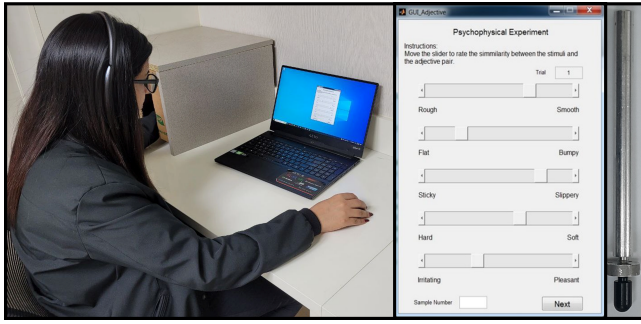 GUI_Adjective
Psychophysical Experiment
Instructions:
Move the slider to rate the simmilarity between the stimuli and
the adjective pair.
Trial 1
Rough Smooth
Flat Bumpy
Sticky Slippery
Hard Soft
Irritating Pleasant
Sample Number
Next